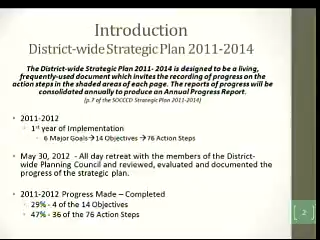 Introduction
District-wide Strategic Plan 2011-2014
The District-wide Strategic Plan 2011- 2014 is designed to be a living,
frequently-used document which invites the recording of progress on the
action steps in the shaded areas of each page. The reports of progress will be
consolidated annually to produce an Annual Progress Report.
(p.7 of the SOCCCD Strategic Plan 2011-2014)
• 2011-2012
◦ 1st year of Implementation
◦ 6 Major Goals→14 Objectives →76 Action Steps
• May 30, 2012 - All day retreat with the members of the District-
wide Planning Council and reviewed, evaluated and documented the
progress of the strategic plan.
• 2011-2012 Progress Made – Completed
◦ 29% - 4 of the 14 Objectives
◦ 47% - 36 of the 76 Action Steps
2